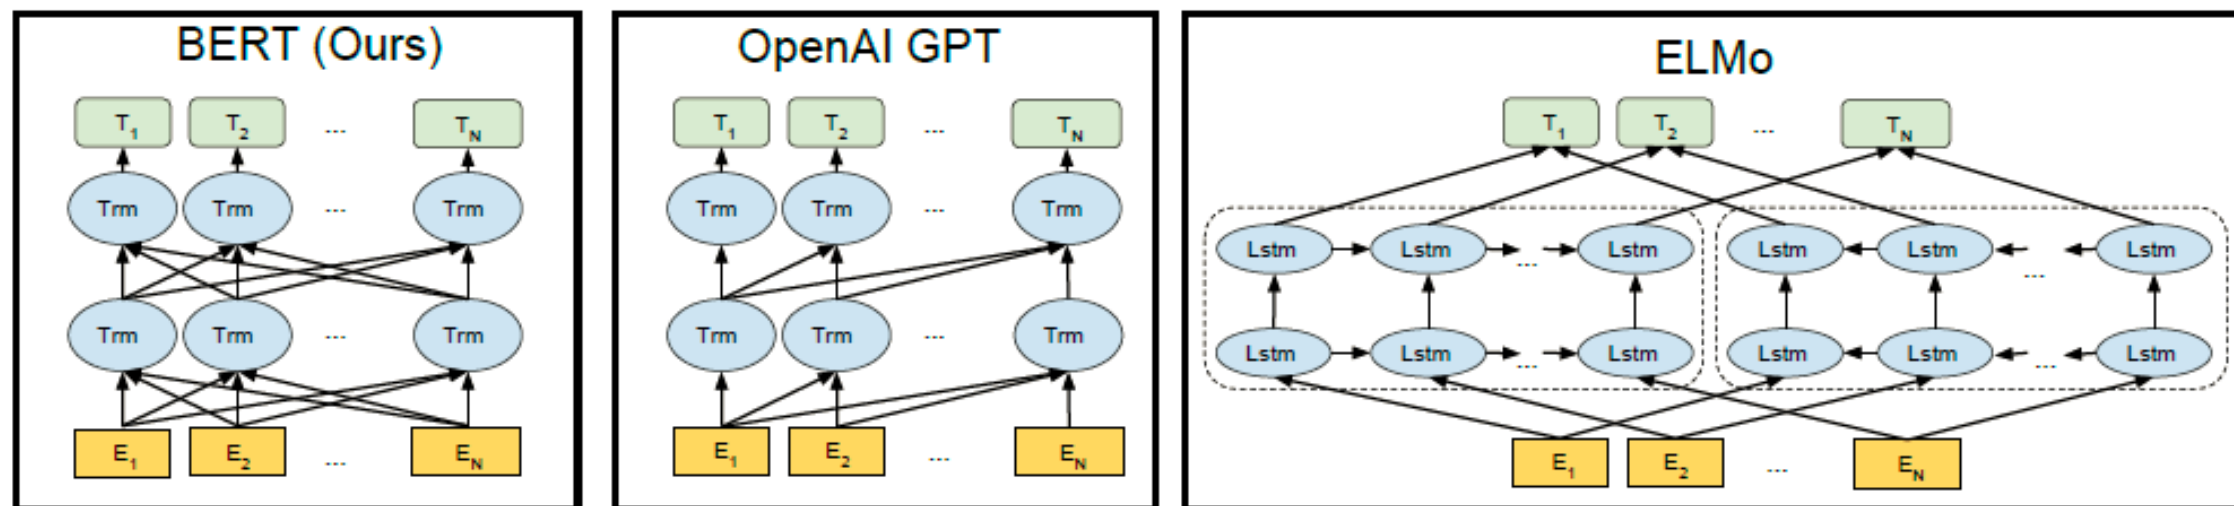 BERT (Ours)
T1 T2 ... TN
Trm Trm ... Trm
Trm Trm ... Trm
E1 E2 ... EN
OpenAI GPT
T1 T2 ... TN
Trm Trm ... Trm
Trm Trm ... Trm
E1 E2 ... EN
ELMo
T1 T2 ... TN
Lstm Lstm ... Lstm Lstm Lstm ... Lstm
Lstm Lstm ... Lstm Lstm Lstm ... Lstm
E1 E2 ... EN